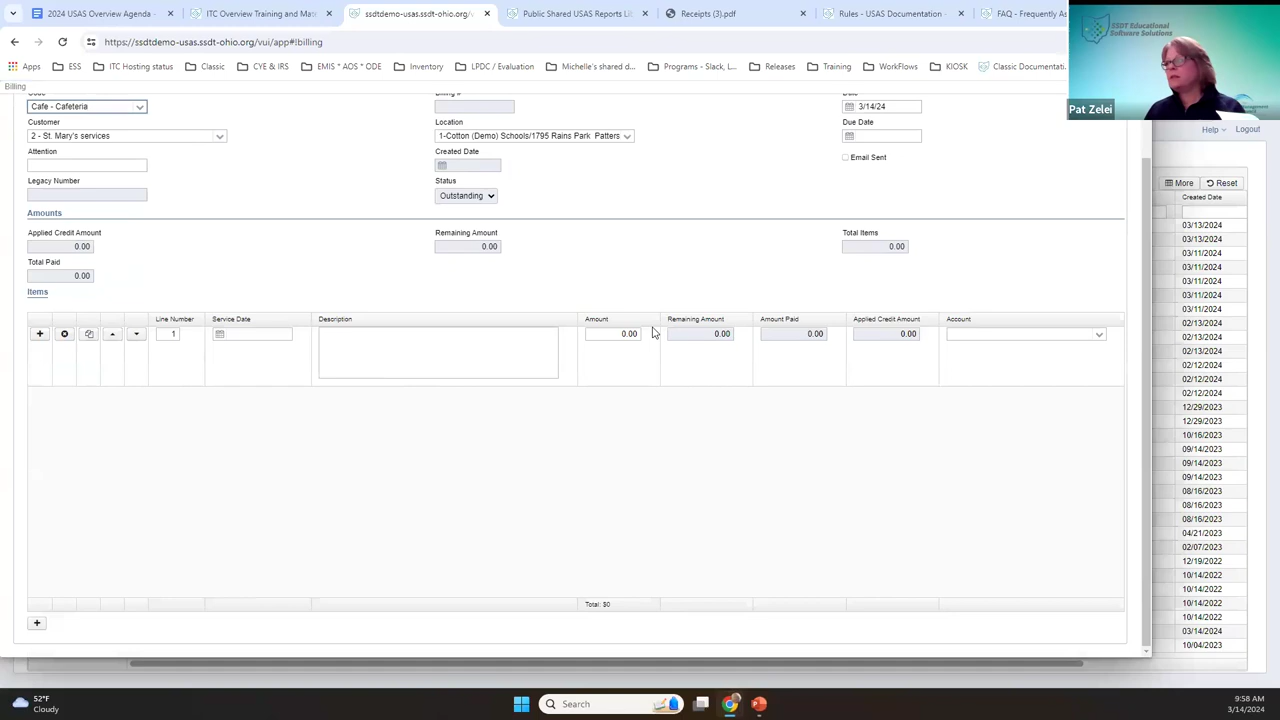 2024 USAS Overview Agenda -
ITC Overview Training and Mat
ssdtdemo-usas.ssdt-ohio.org/v
Public Shared USAS Reports Li
Receipts (3).pdf
Rules - USAS Documentation -
FAQ - Frequently As
SSDT Educational
Software Solutions
https://ssdtdemo-usas.ssdt-ohio.org/vui/app#!billing
Apps
ESS
ITC Hosting status
Classic
CYE & IRS
EMIS * AOS * ODE
Inventory
LPDC / Evaluation
Michelle's shared d...
Programs - Slack, L...
Releases
Training
WorkFlows
KIOSK
Classic Documentati...
Billing
Pat Zelei
Cafe - Cafeteria
3/14/24
Customer
Location
Due Date
2 - St. Mary's services
1-Cotton (Demo) Schools/1795 Rains Park Patters
Help
Logout
Attention
Created Date
Email Sent
Legacy Number
Status
Outstanding
More
Reset
Created Date
Amounts
Applied Credit Amount
Remaining Amount
Total Items
0.00
0.00
0.00
Total Paid
0.00
Items
Line Number
Service Date
Description
Amount
Remaining Amount
Amount Paid
Applied Credit Amount
Account
1
0.00
0.00
0.00
0.00
Total: $0
03/13/2024
03/13/2024
03/11/2024
03/11/2024
03/11/2024
03/11/2024
03/11/2024
02/13/2024
02/13/2024
02/13/2024
02/12/2024
02/12/2024
02/12/2024
12/29/2023
12/29/2023
10/16/2023
09/14/2023
09/14/2023
09/14/2023
08/16/2023
08/16/2023
08/16/2023
04/21/2023
02/07/2023
12/19/2022
10/14/2022
10/14/2022
10/14/2022
10/14/2022
03/14/2024
10/04/2023
52°F
Cloudy
Search
9:58 AM
3/14/2024